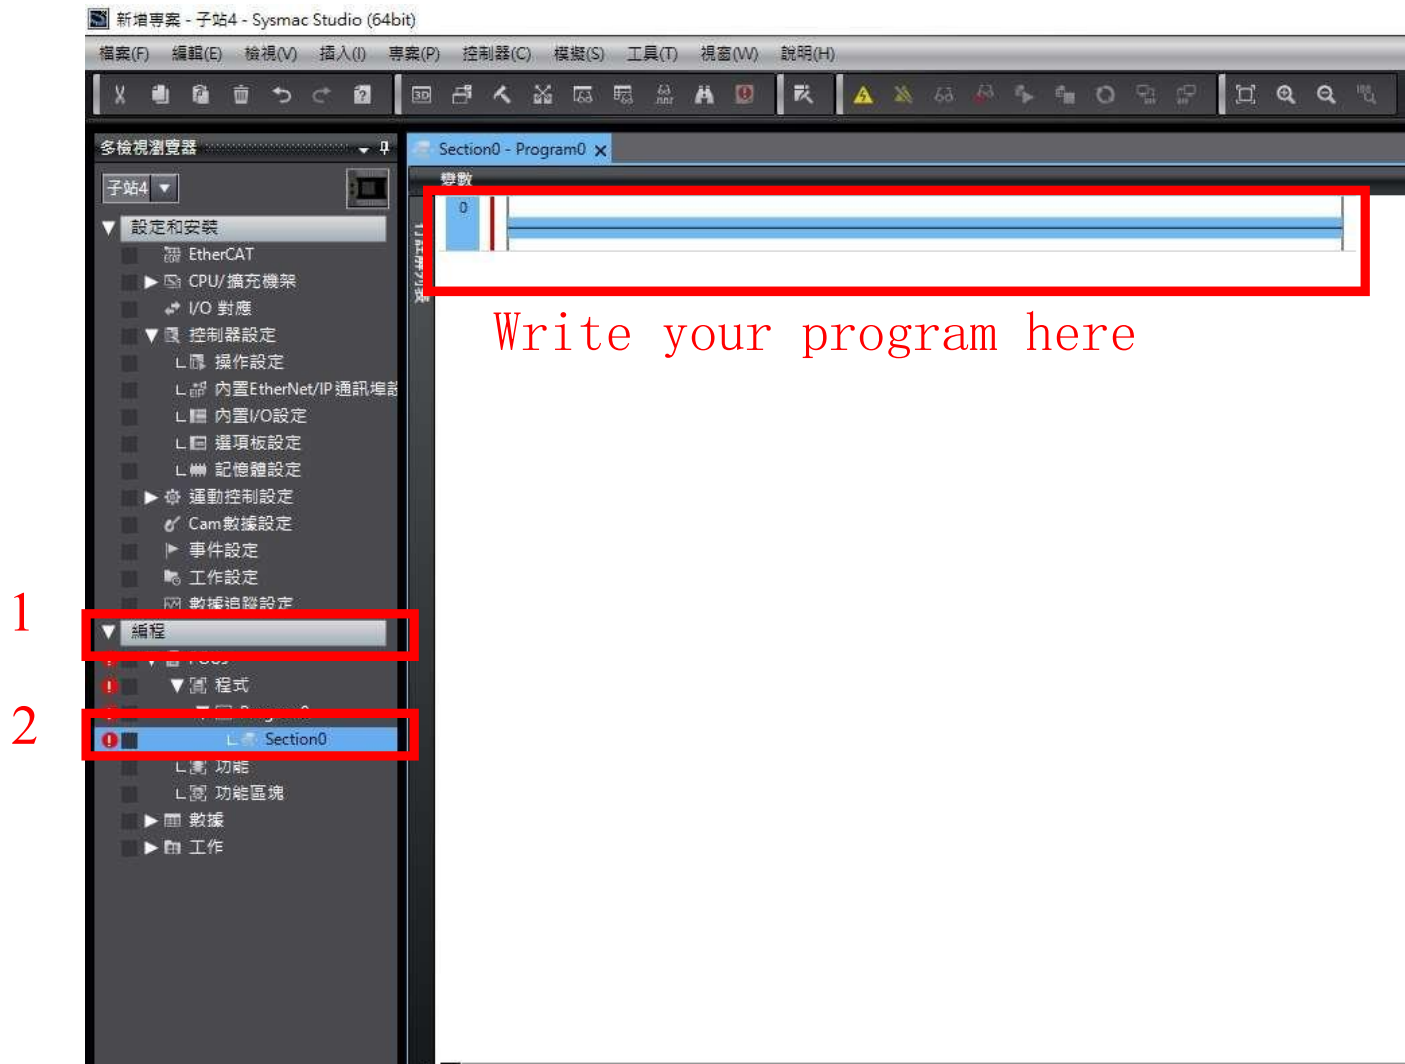 新增專案 - 子站4 - Sysmac Studio (64bit)
檔案(F) 編輯(E) 檢視(V) 插入(I) 專案(P) 控制器(C) 模擬(S) 工具(T) 視窗(W) 說明(H)
多檢視瀏覽器
Section0 - Program0
變數
子站4
0
設定和安裝
EtherCAT
CPU/擴充機架
I/O 對應
控制器設定
操作設定
內置EtherNet/IP 通訊埠設
內置I/O設定
選項板設定
記憶體設定
運動控制設定
Cam數據設定
事件設定
工作設定
數據追蹤設定
Write your program here
1
編程
POUs
程式
Program0
2
Section0
功能
功能區塊
數據
工作